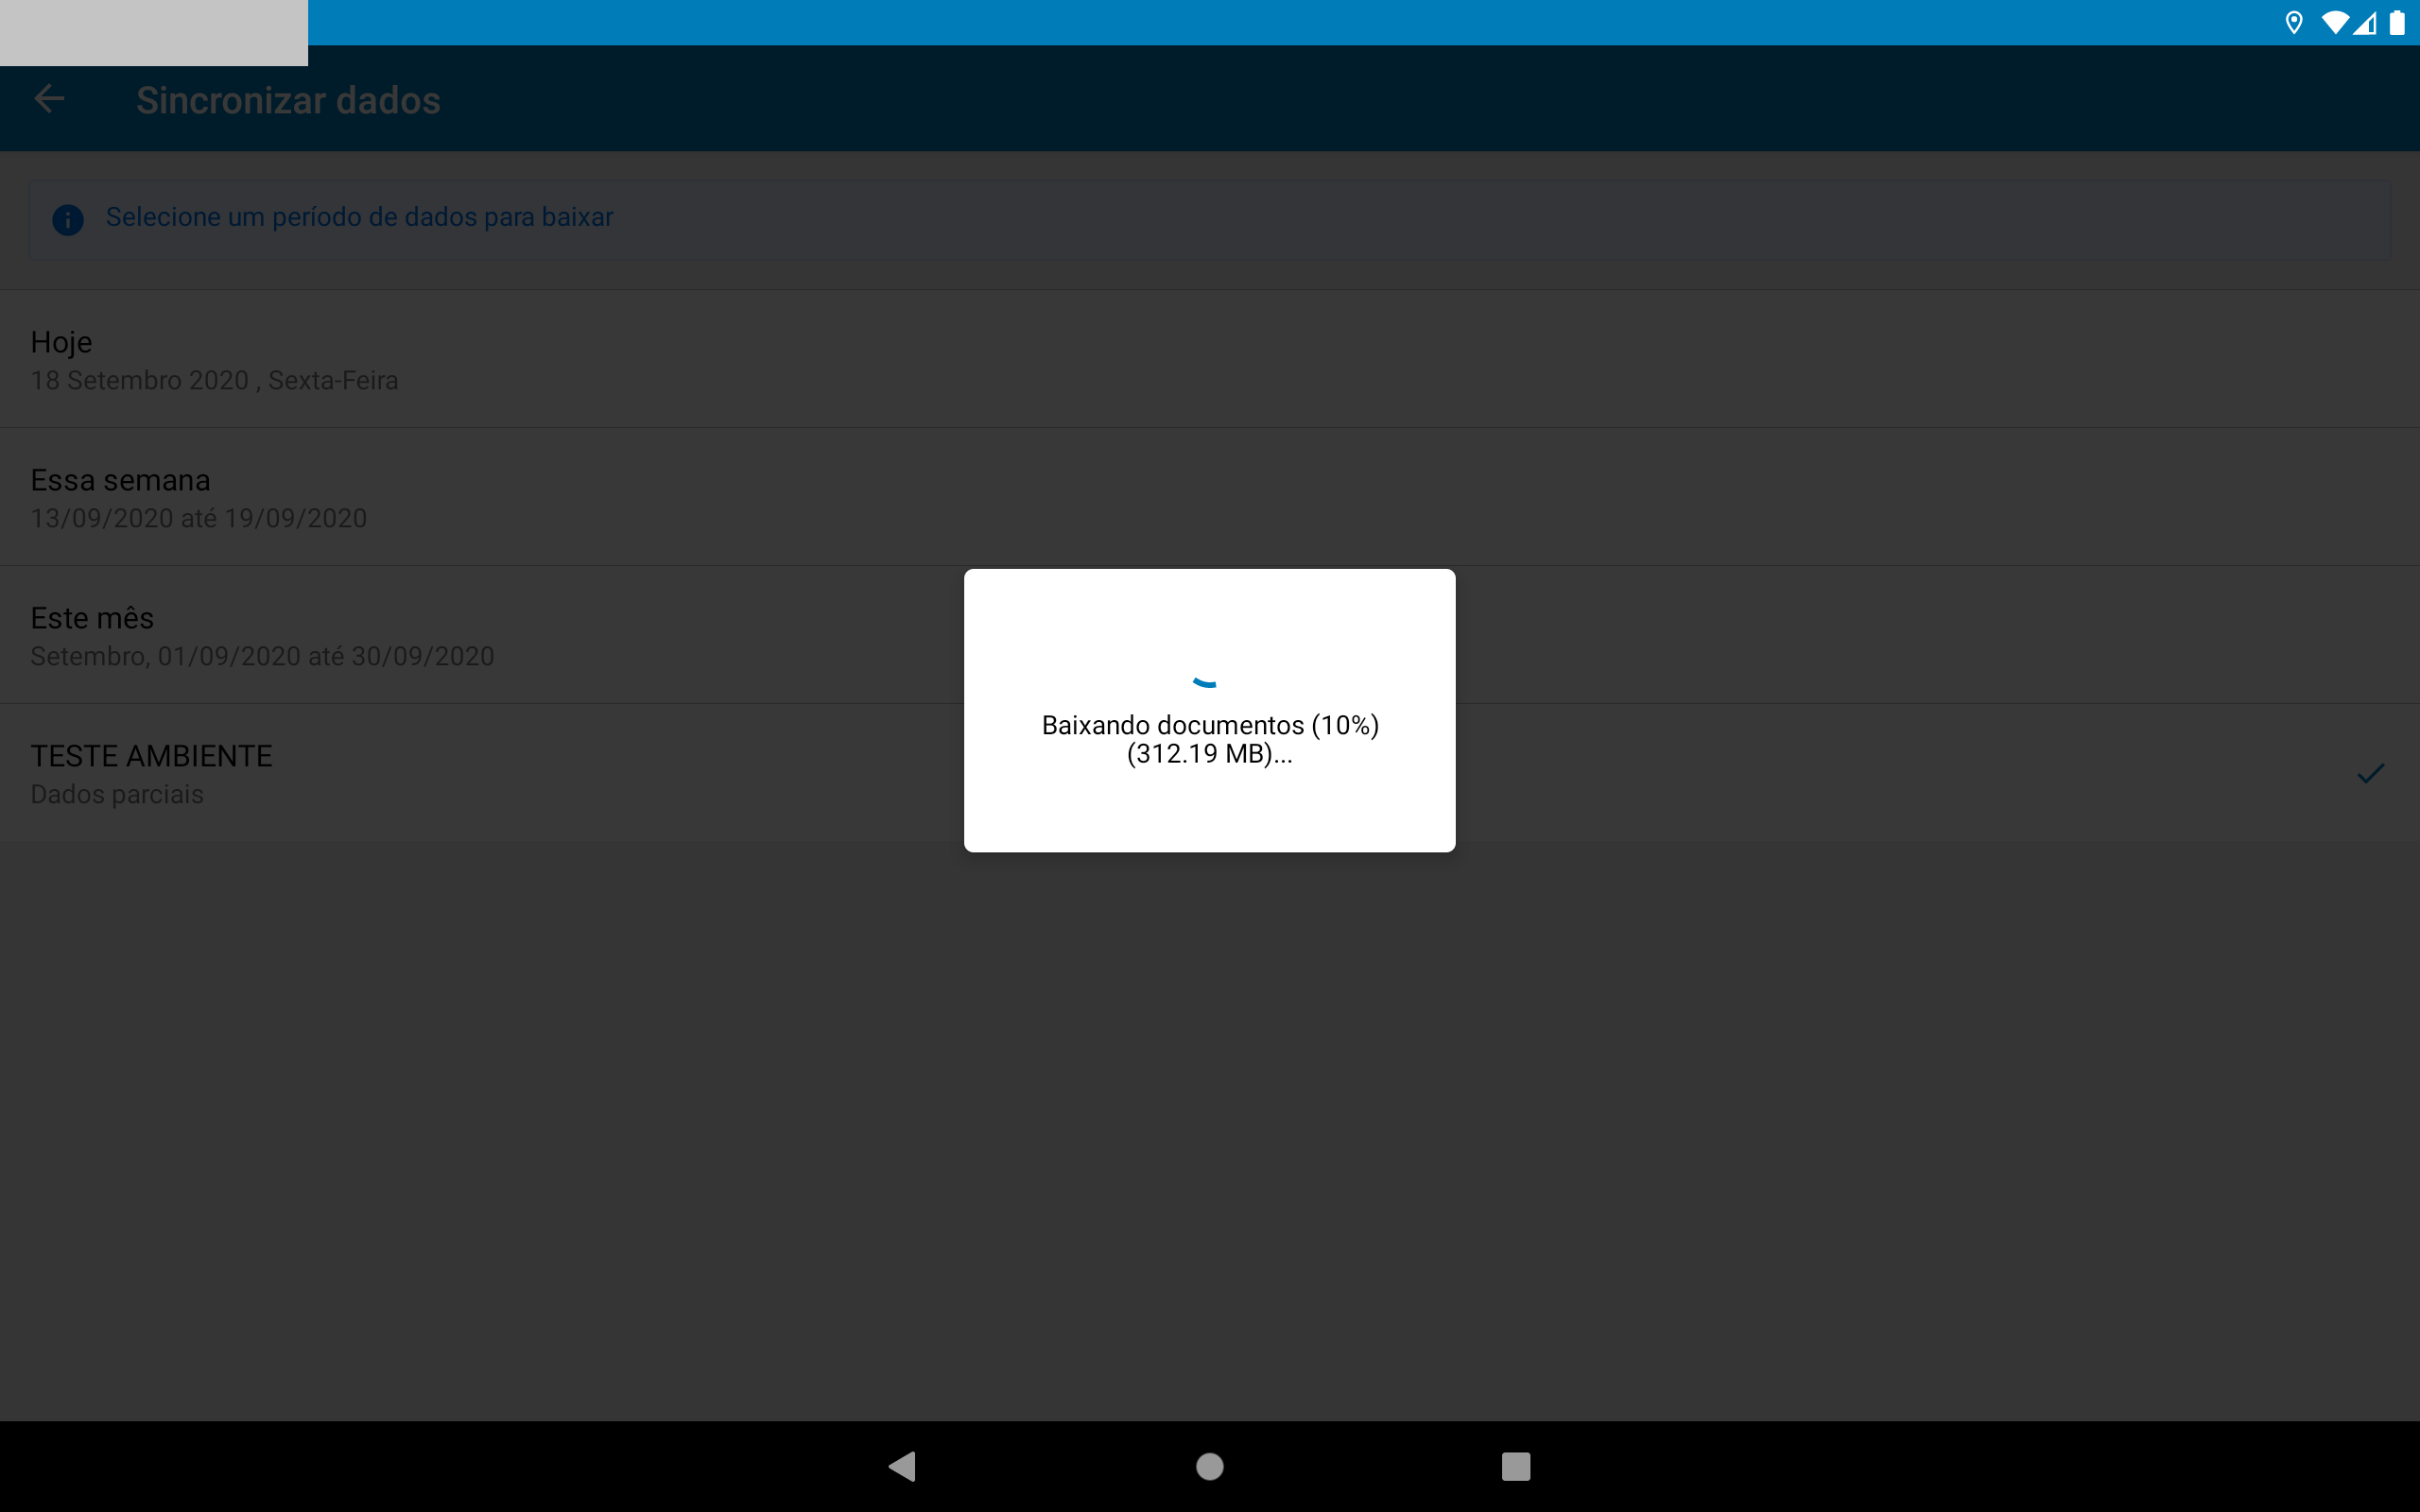 Sincronizar dados
Selecione um período de dados para baixar
Hoje
18 Setembro 2020 , Sexta-Feira
Essa semana
13/09/2020 até 19/09/2020
Este mês
Setembro, 01/09/2020 até 30/09/2020
TESTE AMBIENTE
Dados parciais
Baixando documentos (10%)
(312.19 MB)...